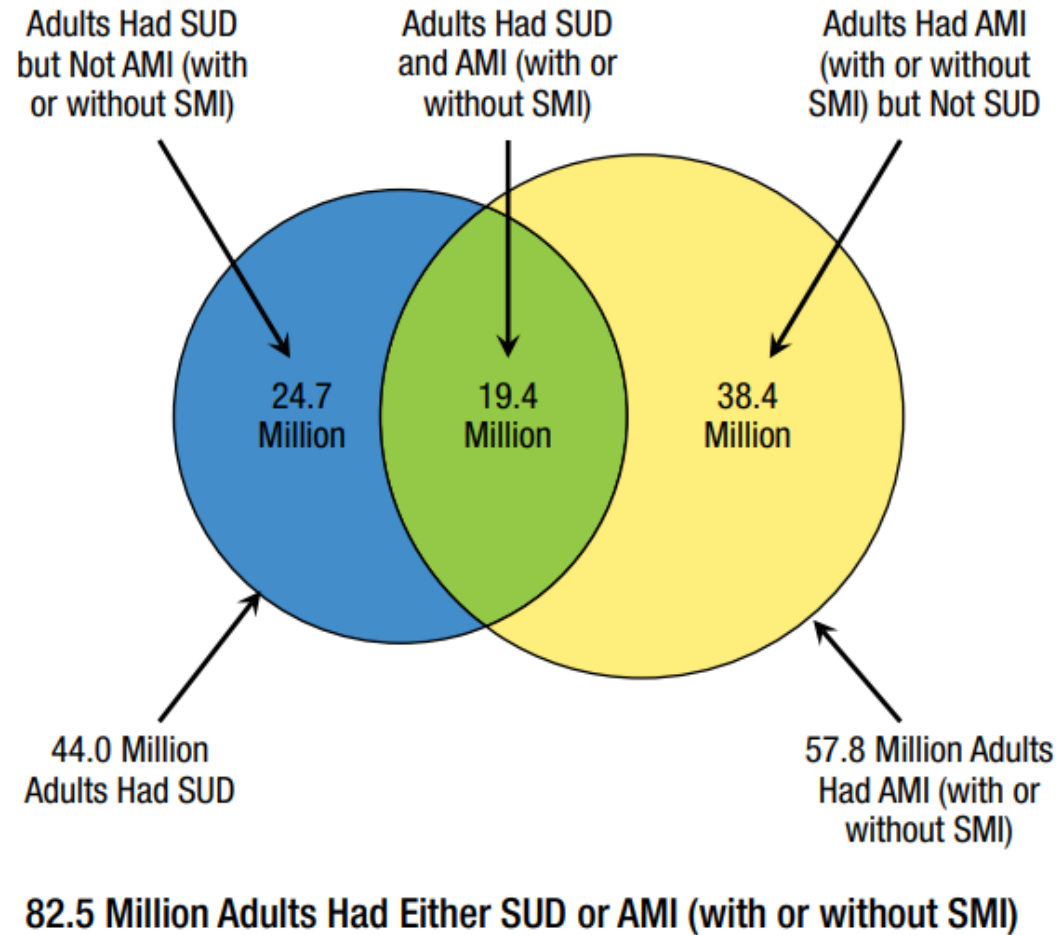 Adults Had SUD
but Not AMI (with
or without SMI)
Adults Had SUD
and AMI (with or
without SMI)
Adults Had AMI
(with or without
SMI) but Not SUD
24.7
Million
19.4
Million
38.4
Million
44.0 Million
Adults Had SUD
57.8 Million Adults
Had AMI (with or
without SMI)
82.5 Million Adults Had Either SUD or AMI (with or without SMI)